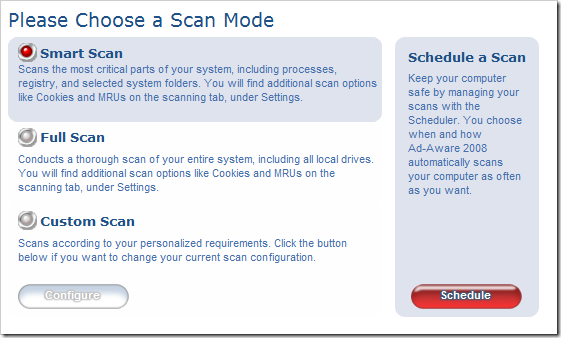 Please Choose a Scan Mode
Smart Scan
Scans the most critical parts of your system, including processes,
registry, and selected system folders. You will find additional scan options
like Cookies and MRUs on the scanning tab, under Settings.
Full Scan
Conducts a thorough scan of your entire system, including all local drives.
You will find additional scan options like Cookies and MRUs on the
scanning tab, under Settings.
Custom Scan
Scans according to your personalized requirements. Click the button
below if you want to change your current scan configuration.
Configure
Schedule a Scan
Keep your computer
safe by managing your
scans with the
Scheduler. You choose
when and how
Ad-Aware 2008
automatically scans
your computer as often
as you want.
Schedule